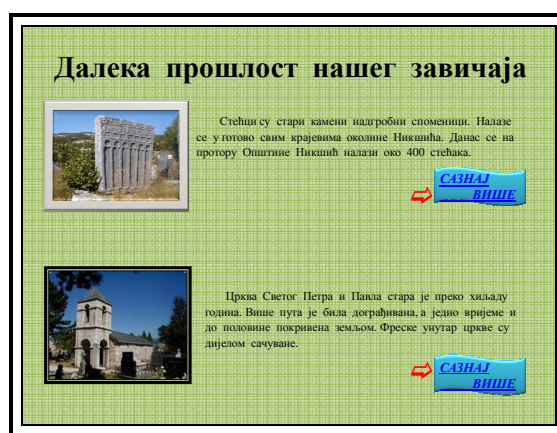 Далека прошлост нашег завичаја
Стећци су стари камени надгробни споменици. Налазе
се у готово свим крајевима околине Никшића. Данас се на
протору Општине Никшић налази око 400 стећака.
САЗНАЈ
ВИШЕ
Црква Светог Петра и Павла стара је преко хиљаду
година. Више пута је била дограђивана, а једно вријеме и
до половине покривена земљом. Фреске унутар цркве су
дијелом сачуване.
САЗНАЈ
ВИШЕ